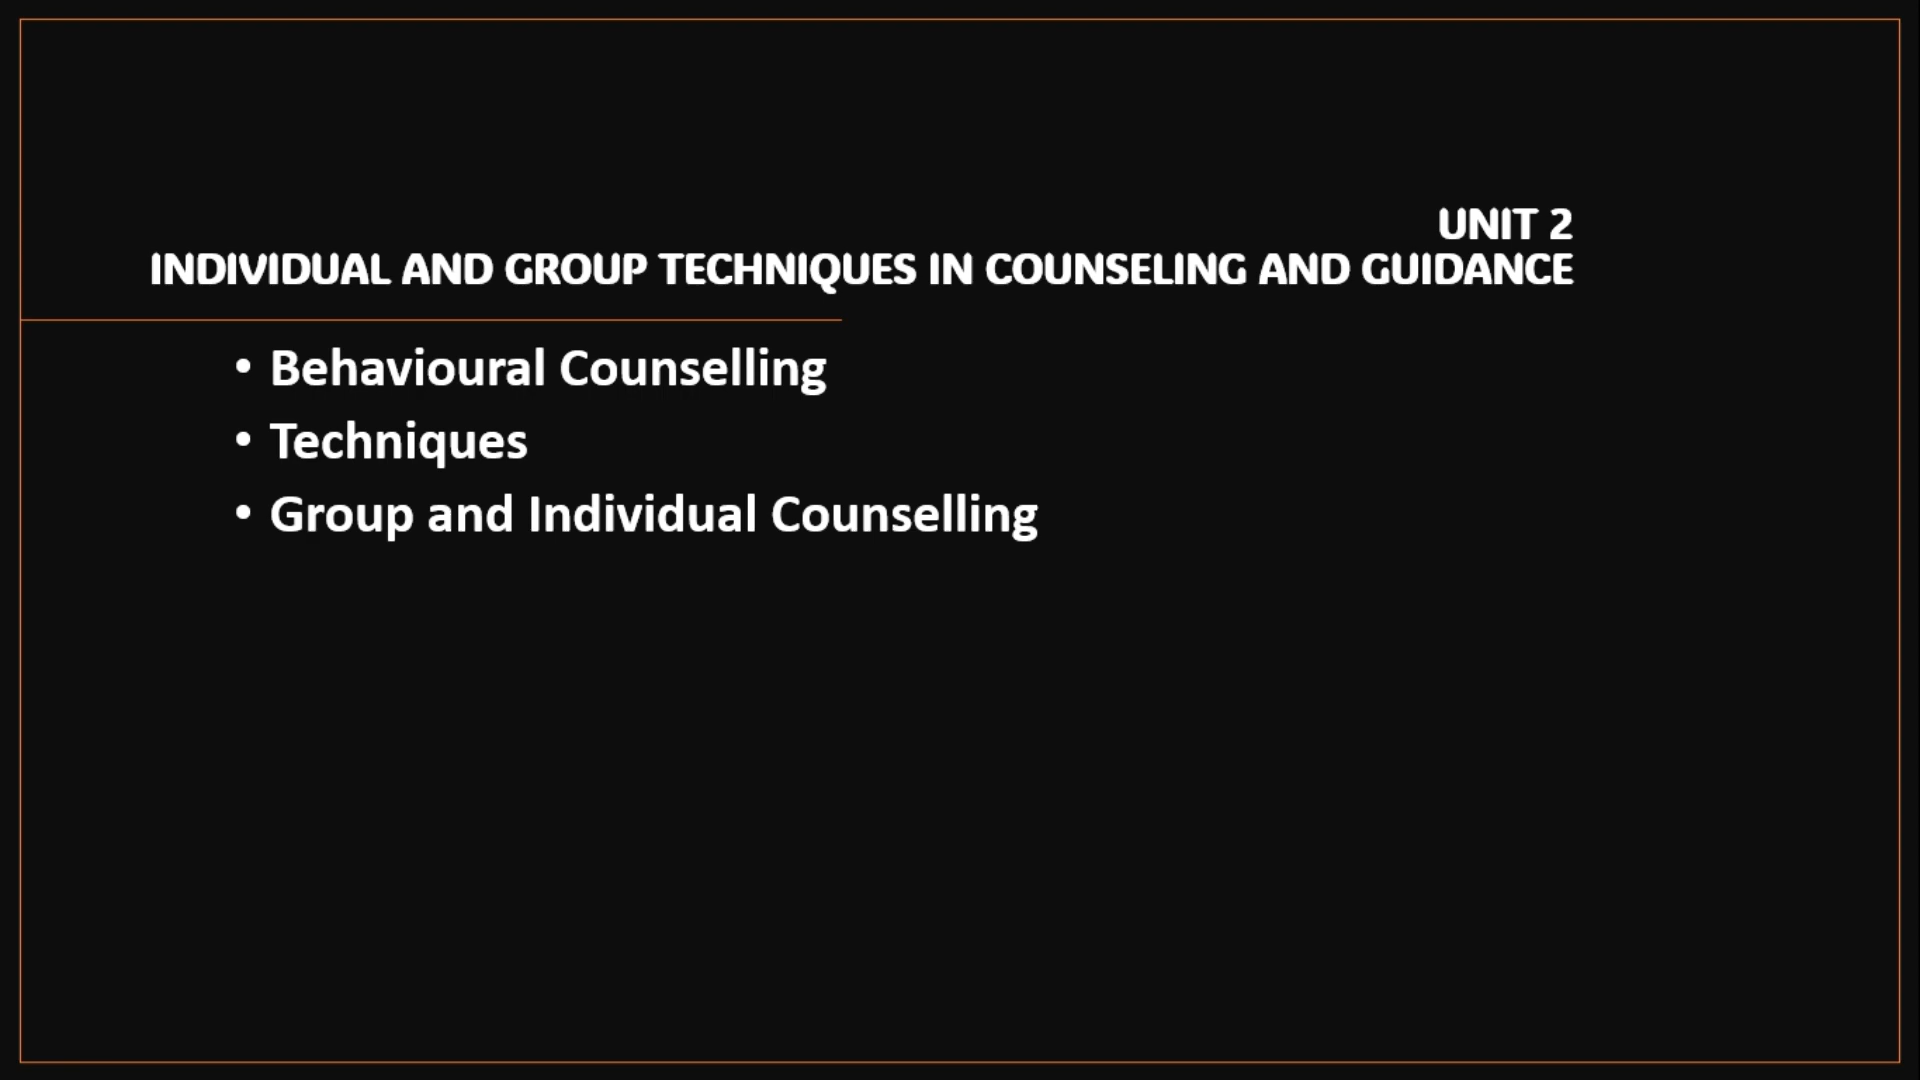 UNIT 2
INDIVIDUAL AND GROUP TECHNIQUES IN COUNSELING AND GUIDANCE
• Behavioural Counselling
• Techniques
• Group and Individual Counselling